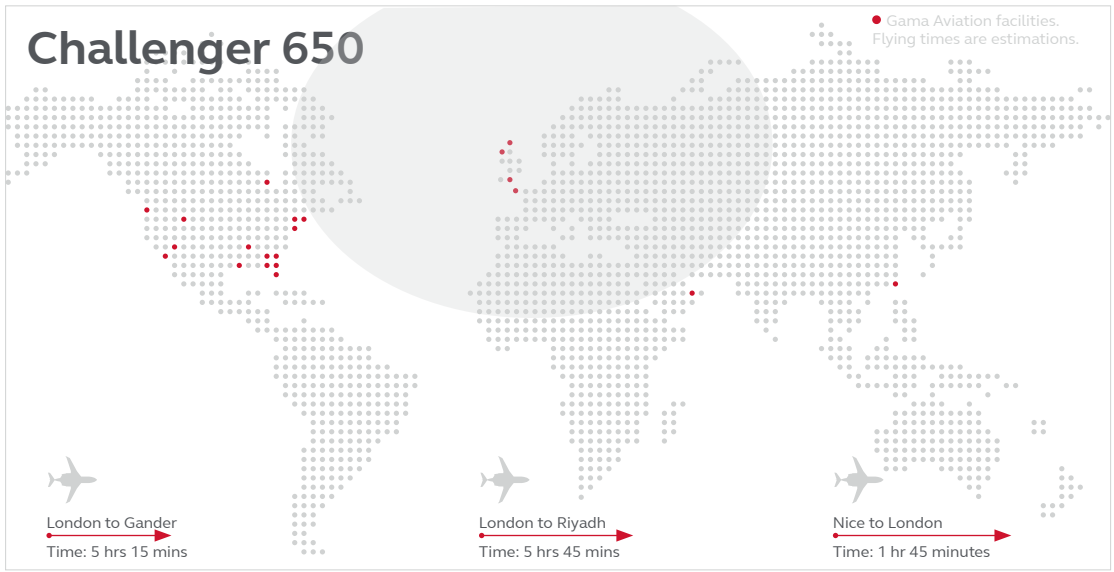 Challenger 650
Gama Aviation facilities.
Flying times are estimations.
London to Gander
Time: 5 hrs 15 mins
London to Riyadh
Time: 5 hrs 45 mins
Nice to London
Time: 1 hr 45 minutes